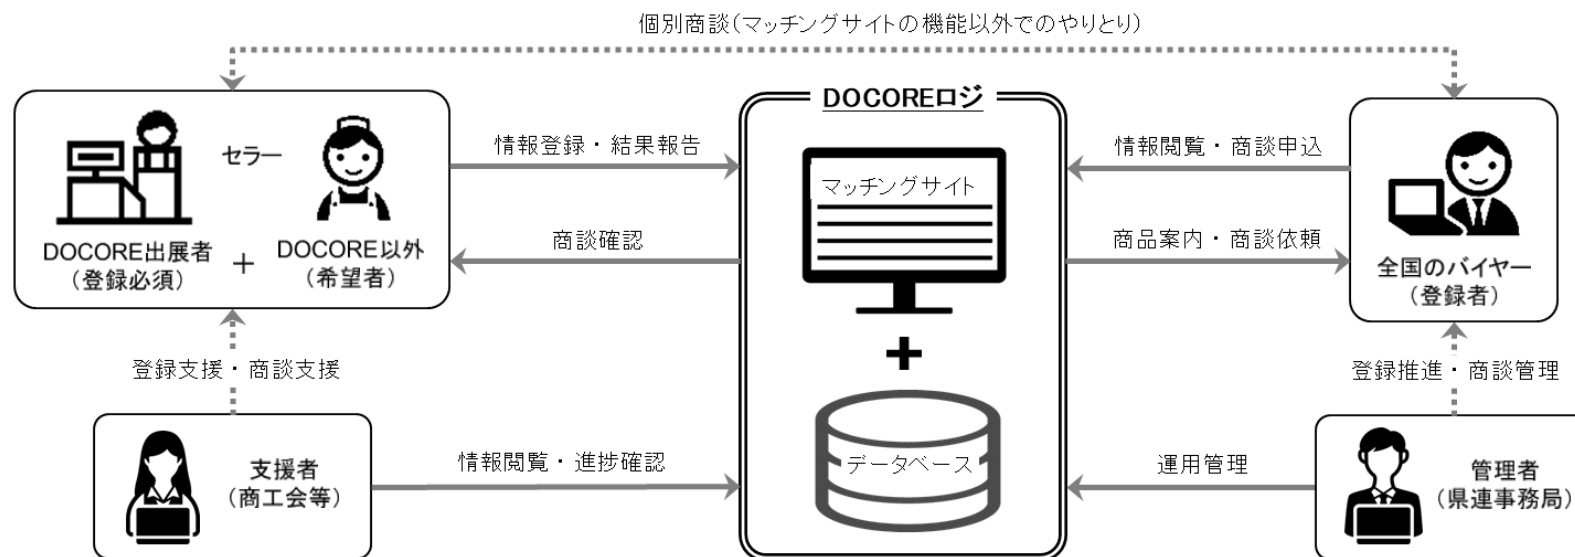 個別商談(マッチングサイトの機能以外でのやりとり)
DOCOREロジ
セラー
DOCORE出展者
(登録必須)
+
DOCORE以外
(希望者)
情報登録・結果報告
商談確認
マッチングサイト
+
データベース
情報閲覧・商談申込
商品案内・商談依頼
全国のバイヤー
(登録者)
登録支援・商談支援
登録推進・商談管理
支援者
(商工会等)
情報閲覧・進捗確認
運用管理
管理者
(県連事務局)